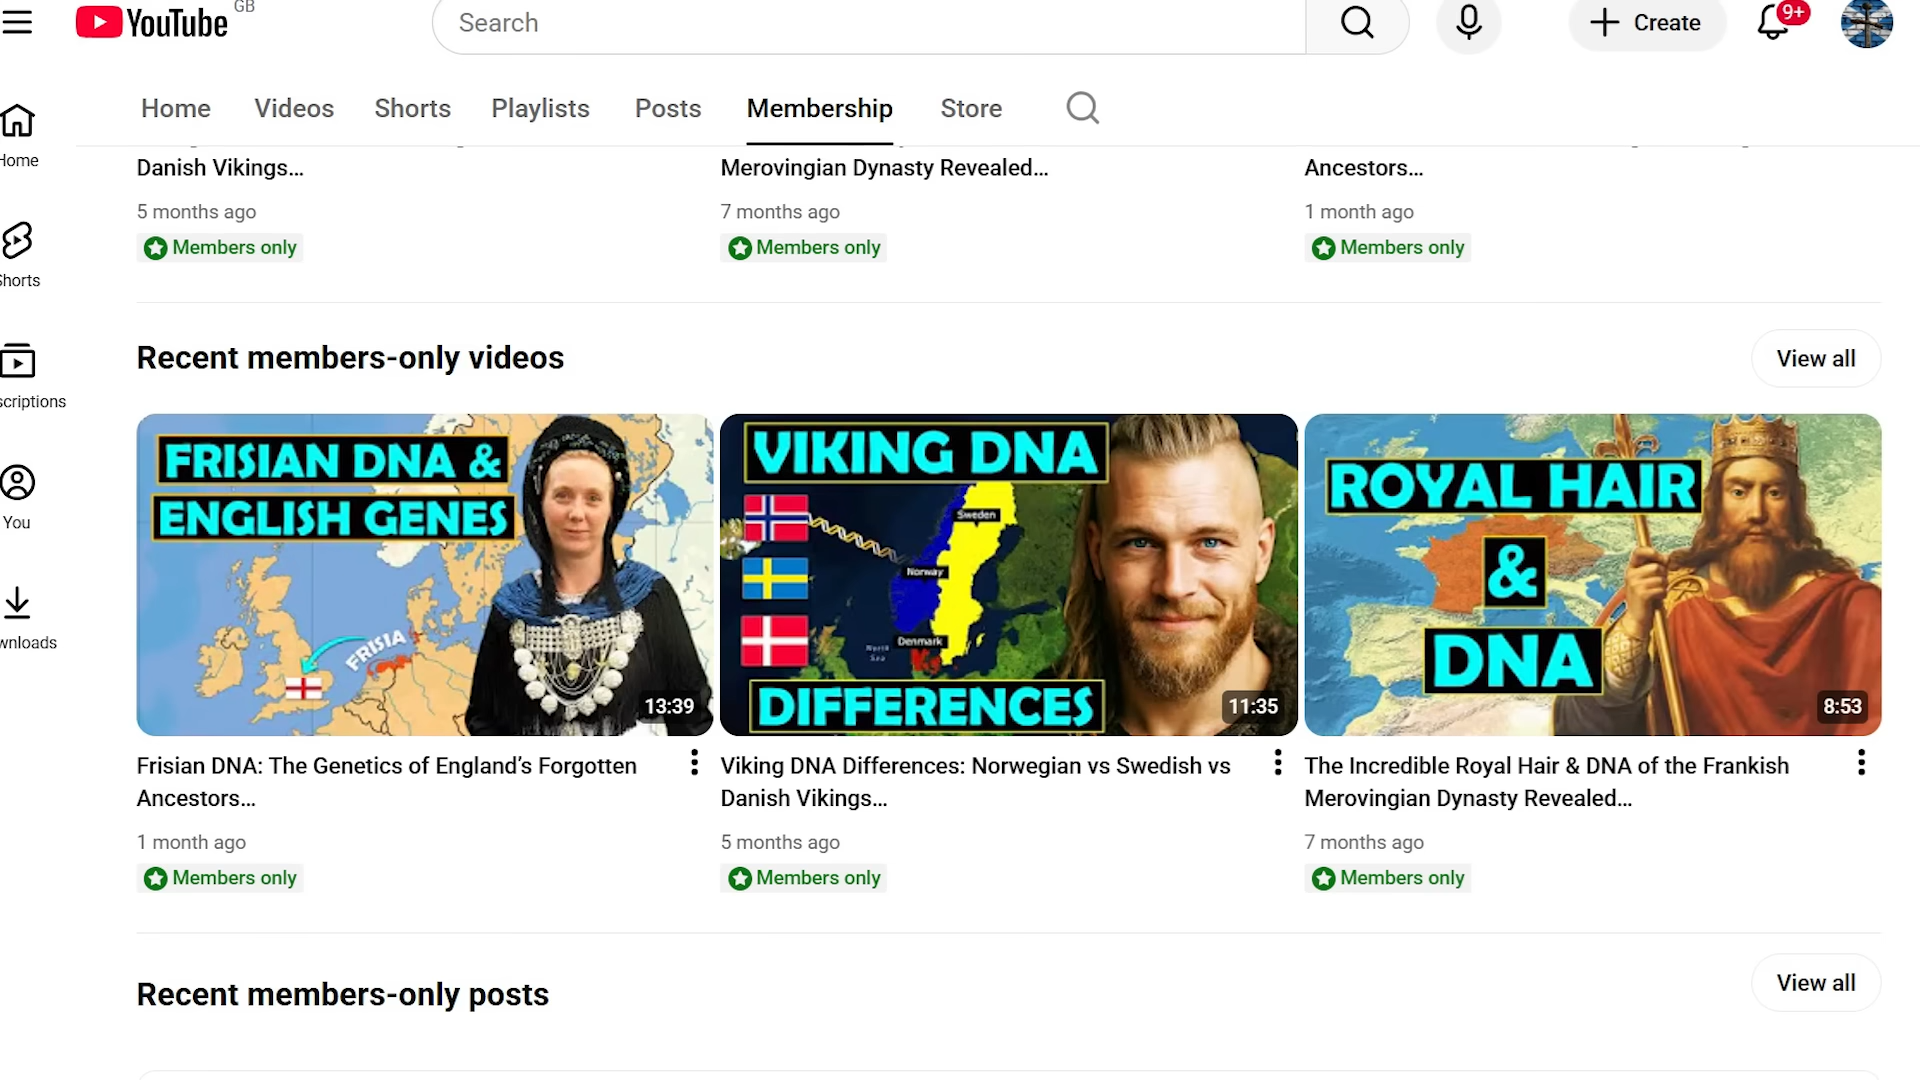 YouTube GB
Search
Create
9+
Home Videos Shorts Playlists Posts Membership Store
Home
horts
scriptions
You
wnloads
Danish Vikings...
5 months ago
Members only
Merovingian Dynasty Revealed...
7 months ago
Members only
Ancestors...
1 month ago
Members only
Recent members-only videos
View all
FRISIAN DNA &
ENGLISH GENES
FRISIA
13:39
VIKING DNA
Sweden
Norway
Denmark
North
Sea
DIFFERENCES
11:35
ROYAL HAIR
&
DNA
8:53
Frisian DNA: The Genetics of England’s Forgotten
Ancestors...
1 month ago
Members only
Viking DNA Differences: Norwegian vs Swedish vs
Danish Vikings...
5 months ago
Members only
The Incredible Royal Hair & DNA of the Frankish
Merovingian Dynasty Revealed...
7 months ago
Members only
Recent members-only posts
View all